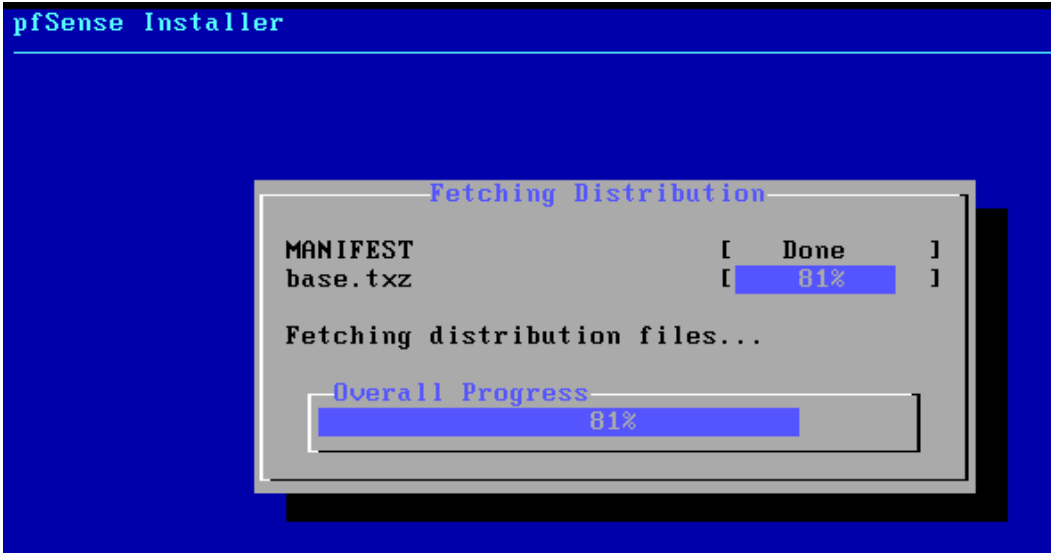 pfSense Installer
Fetching Distribution
MANIFEST [ Done ]
base.txz [ 81% ]
Fetching distribution files...
Overall Progress
81%